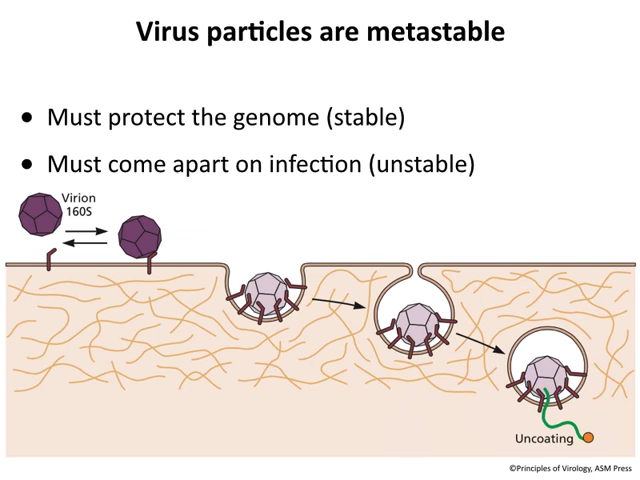 Virus particles are metastable
● Must protect the genome (stable)
● Must come apart on infection (unstable)
Virion
160S
Uncoating
©Principles of Virology, ASM Press